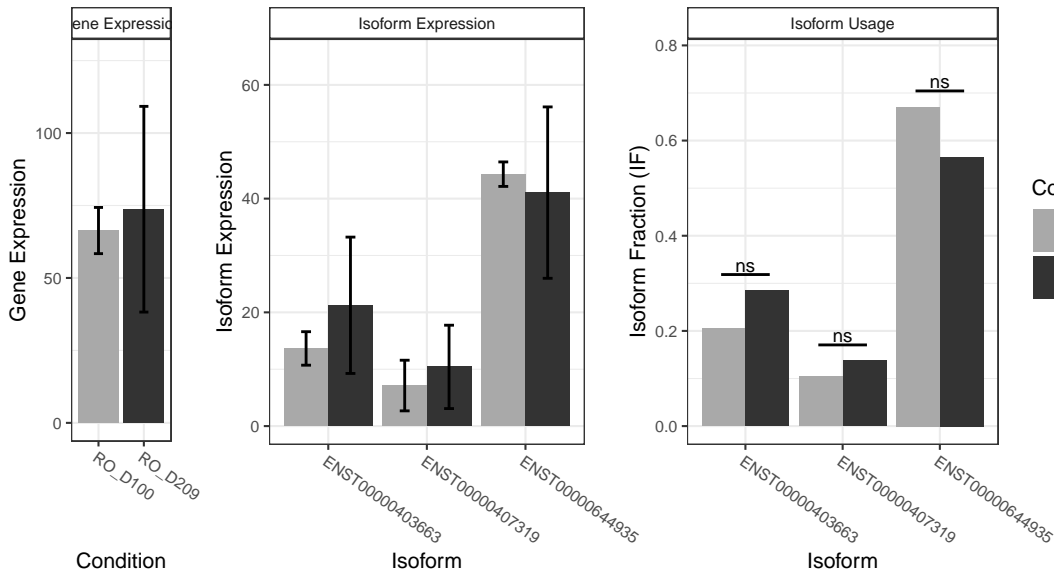 ene Expressio
Gene Expression
100
50
0
RO_D100
RO_D209
Condition
Isoform Expression
Isoform Expression
60
40
20
0
ENST00000403663
ENST00000407319
ENST00000644935
Isoform
Isoform Usage
Isoform Fraction (IF)
0.8
0.6
0.4
0.2
0.0
ns
ns
ns
ENST00000403663
ENST00000407319
ENST00000644935
Isoform
Co